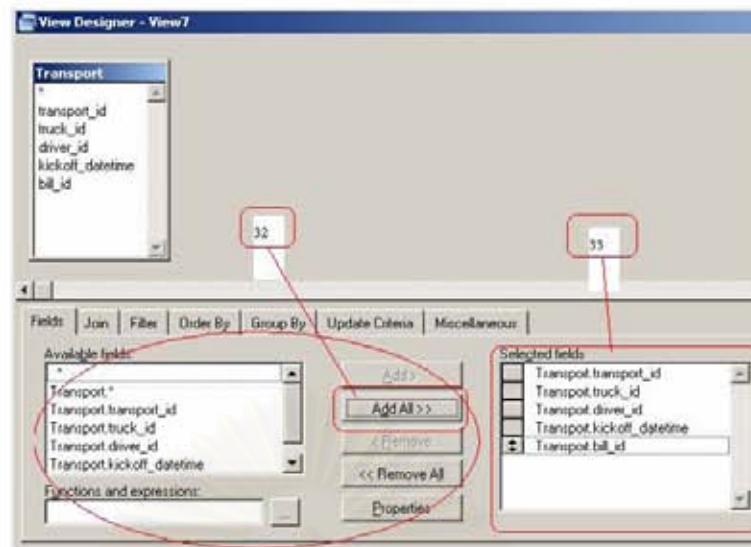 View Designer - View7
Transport
*
transport_id
truck_id
driver_id
kickoff_datetime
bill_id
32
33
Fields
Join
Filter
Order By
Group By
Update Criteria
Miscellaneous
Available fields:
*
Transport.*
Transport.transport_id
Transport.truck_id
Transport.driver_id
Transport.kickoff_datetime
Functions and expressions:
...
Add >
Add All >>
< Remove
<< Remove All
Properties
Selected fields
Transport.transport_id
Transport.truck_id
Transport.driver_id
Transport.kickoff_datetime
Transport.bill_id